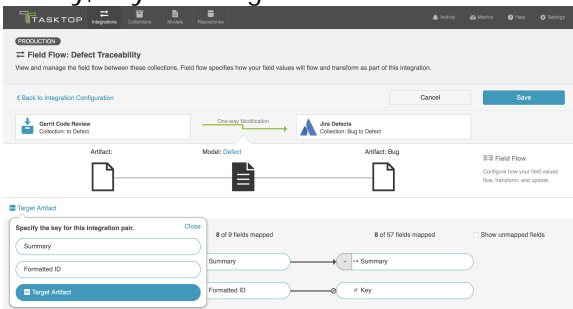 TASKTOP
Integrations
Collections
Models
Repositories
Activity
Metrics
Help
Settings
PRODUCTION
Field Flow: Defect Traceability
View and manage the field flow between these collections. Field flow specifies how your field values will flow and transform as part of this integration.
Back to Integration Configuration
Cancel
Save
Gerrit Code Review
Collection: to Defect
One-way Modification
Jira Defects
Collection: Bug to Defect
Artifact:
Model: Defect
Artifact: Bug
Field Flow
Configure how your field values
flow, transform, and update.
Target Artifact
Specify the key for this integration pair.
Close
Summary
Formatted ID
Target Artifact
8 of 9 fields mapped
8 of 57 fields mapped
Show unmapped fields
Summary
Summary
Formatted ID
Key